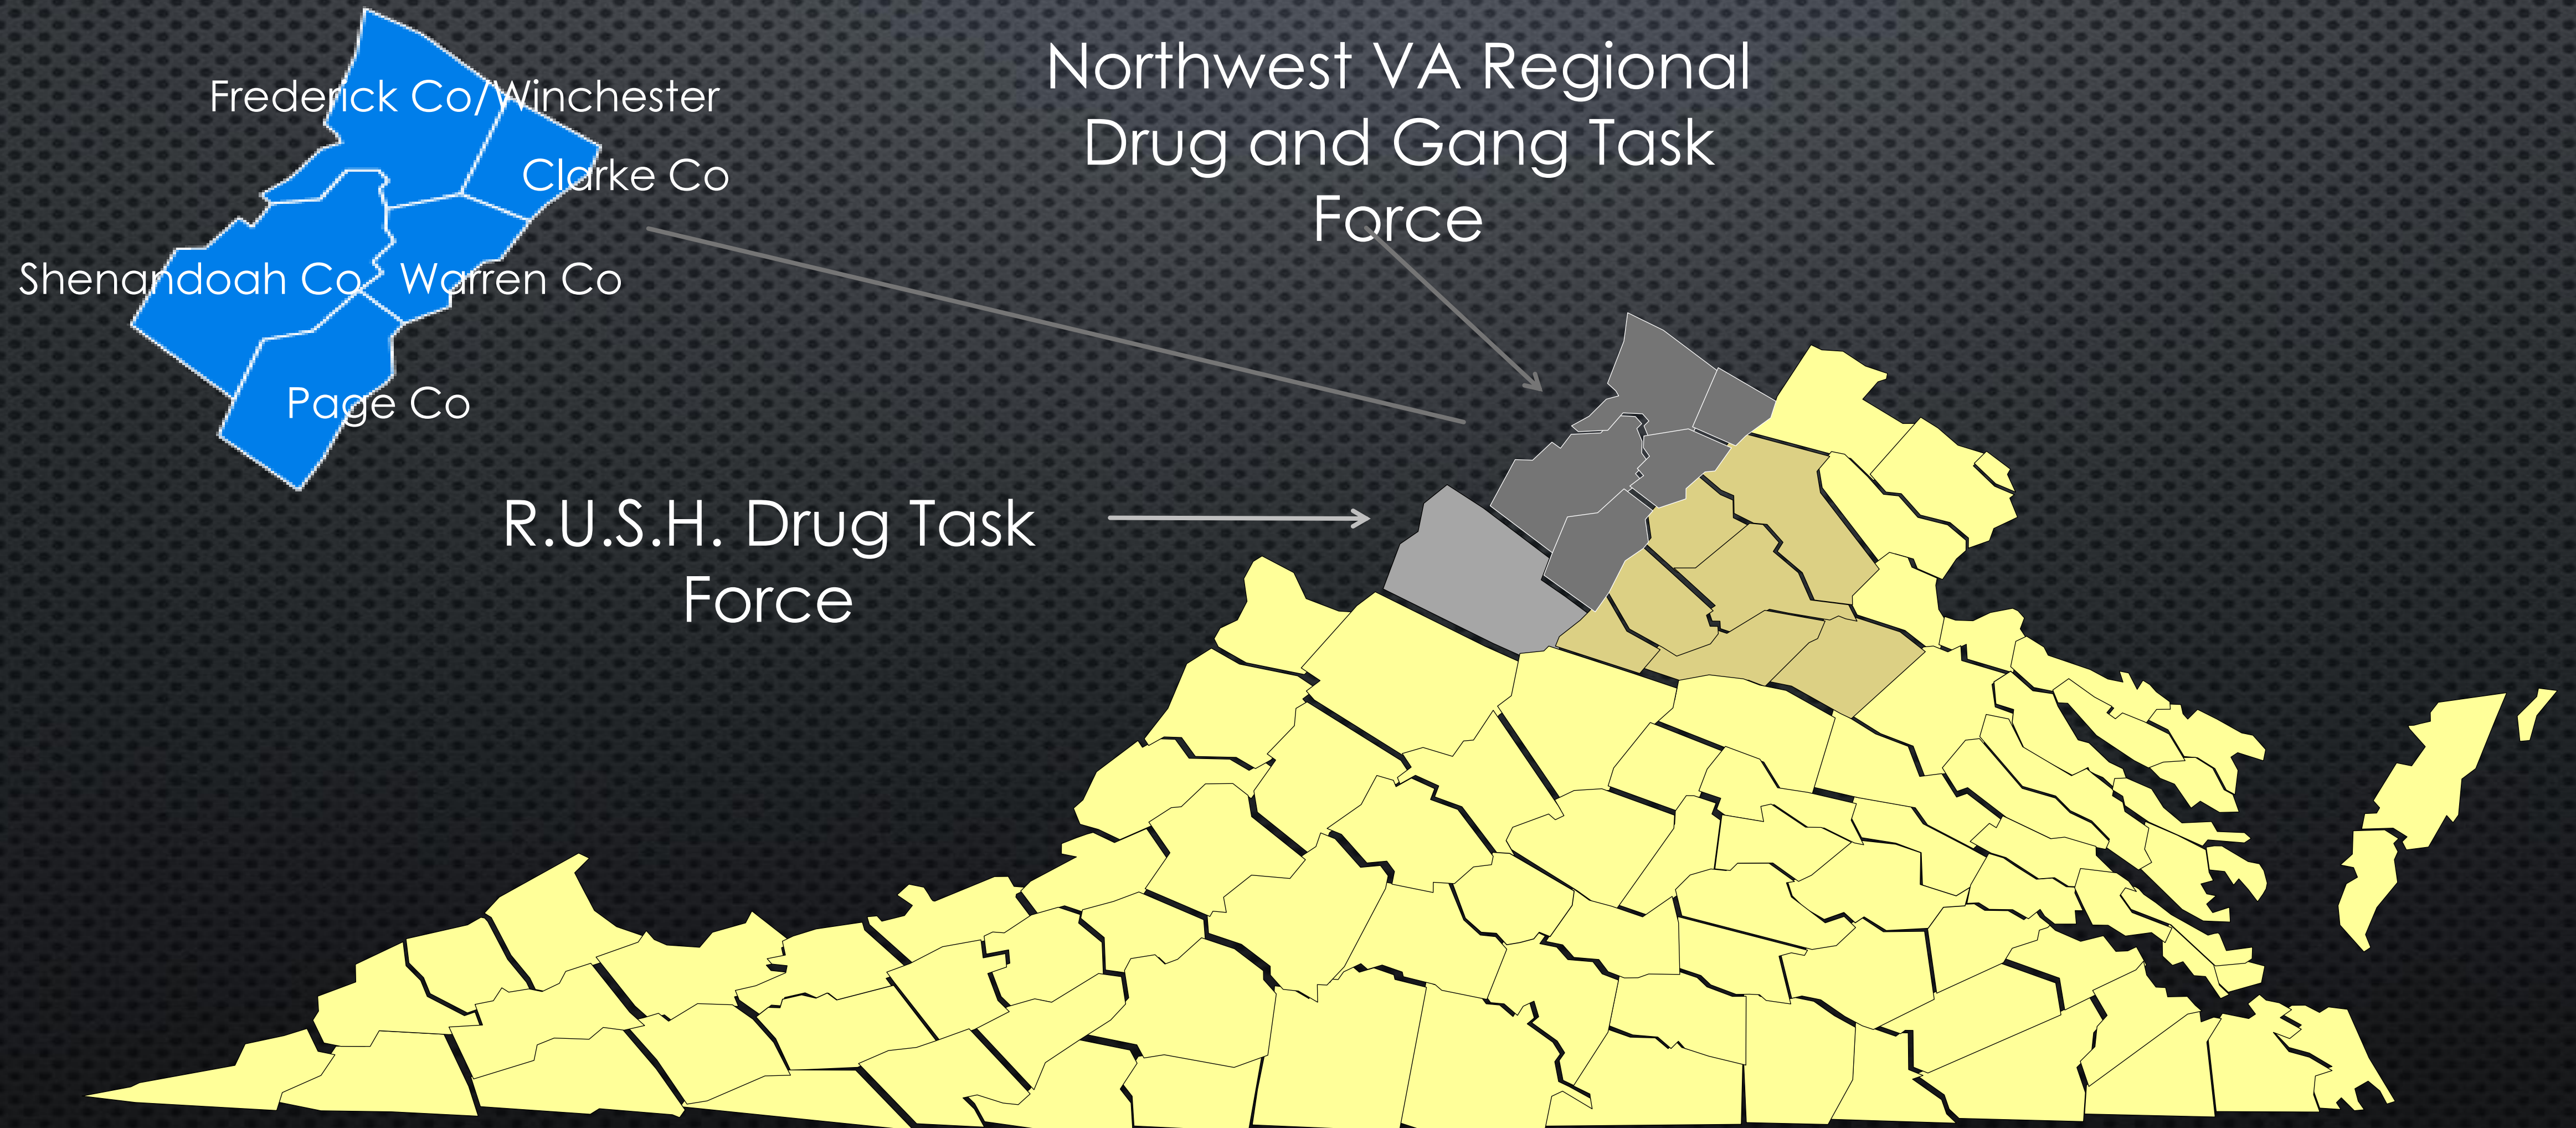 Frederick Co/Winchester
Clarke Co
Shenandoah Co
Warren Co
Page Co
Northwest VA Regional
Drug and Gang Task
Force
R.U.S.H. Drug Task
Force